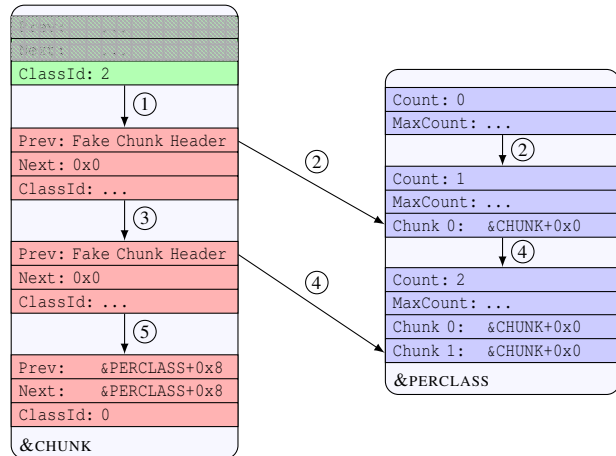 Prev: ...
Next: ...
ClassId: 2
①
Prev: Fake Chunk Header
Next: 0x0
ClassId: ...
③
Prev: Fake Chunk Header
Next: 0x0
ClassId: ...
⑤
Prev: &PERCLASS+0x8
Next: &PERCLASS+0x8
ClassId: 0
&CHUNK
②
④
Count: 0
MaxCount: ...
②
Count: 1
MaxCount: ...
Chunk 0: &CHUNK+0x0
④
Count: 2
MaxCount: ...
Chunk 0: &CHUNK+0x0
Chunk 1: &CHUNK+0x0
&PERCLASS